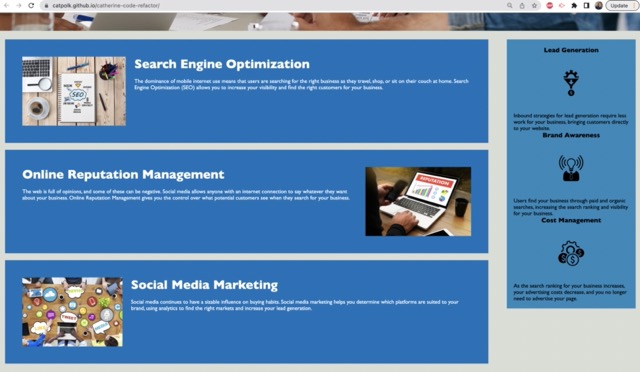 catpolk.github.io/catherine-code-refactor/
Update
Search Engine Optimization
The dominance of mobile internet use means that users are searching for the right business as they travel, shop, or sit on their couch at home. Search
Engine Optimization (SEO) allows you to increase your visibility and find the right customers for your business.
SEO
Online Reputation Management
The web is full of opinions, and some of these can be negative. Social media allows anyone with an internet connection to say whatever they want
about your business. Online Reputation Management gives you the control over what potential customers see when they search for your business.
REPUTATION
Social Media Marketing
Social media continues to have a sizable influence on buying habits. Social media marketing helps you determine which platforms are suited to your
brand, using analytics to find the right markets and increase your lead generation.
TWEET
Lead Generation
Inbound strategies for lead generation require less
work for your business, bringing customers directly
to your website.
Brand Awareness
Users find your business through paid and organic
searches, increasing the search ranking and visibility
for your business.
Cost Management
As the search ranking for your business increases,
your advertising costs decrease, and you no longer
need to advertise your page.